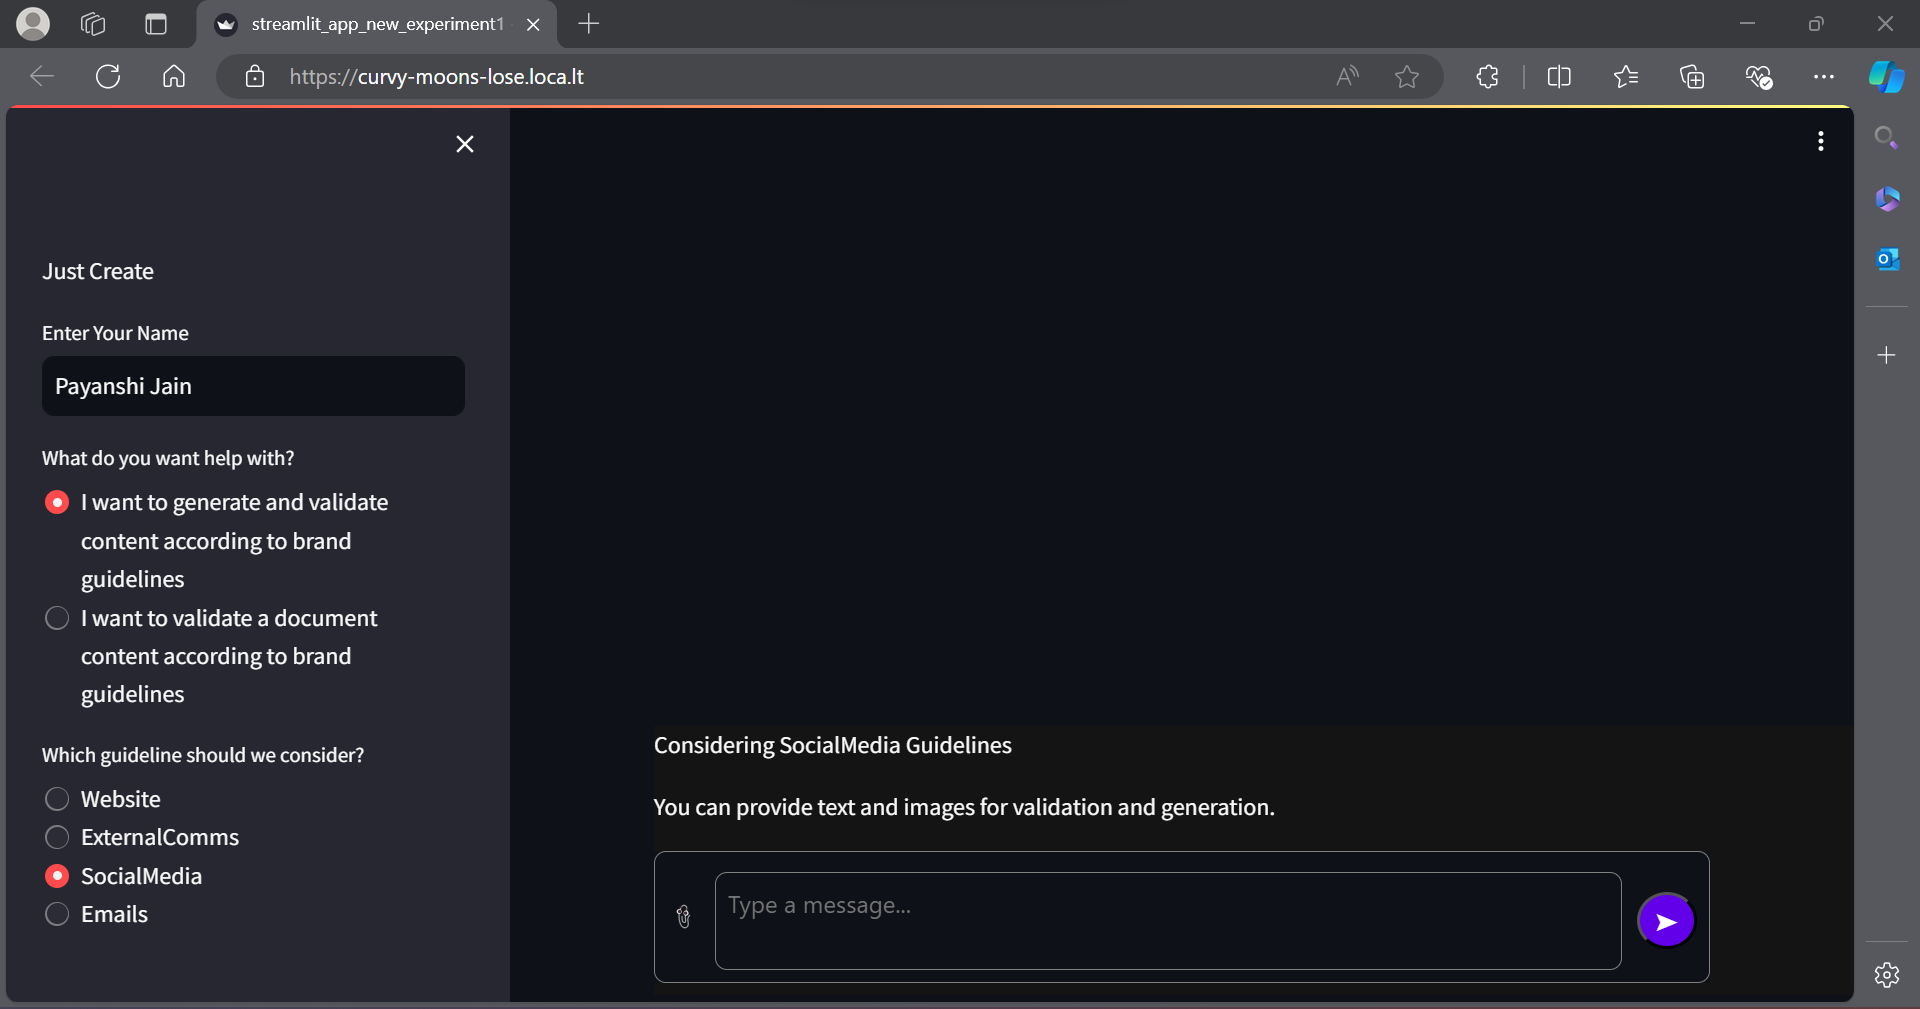 streamlit_app_new_experiment1
https://curvy-moons-lose.loca.lt
Just Create
Enter Your Name
Payanshi Jain
What do you want help with?
I want to generate and validate
content according to brand
guidelines
I want to validate a document
content according to brand
guidelines
Which guideline should we consider?
Website
ExternalComms
SocialMedia
Emails
Considering SocialMedia Guidelines
You can provide text and images for validation and generation.
Type a message...